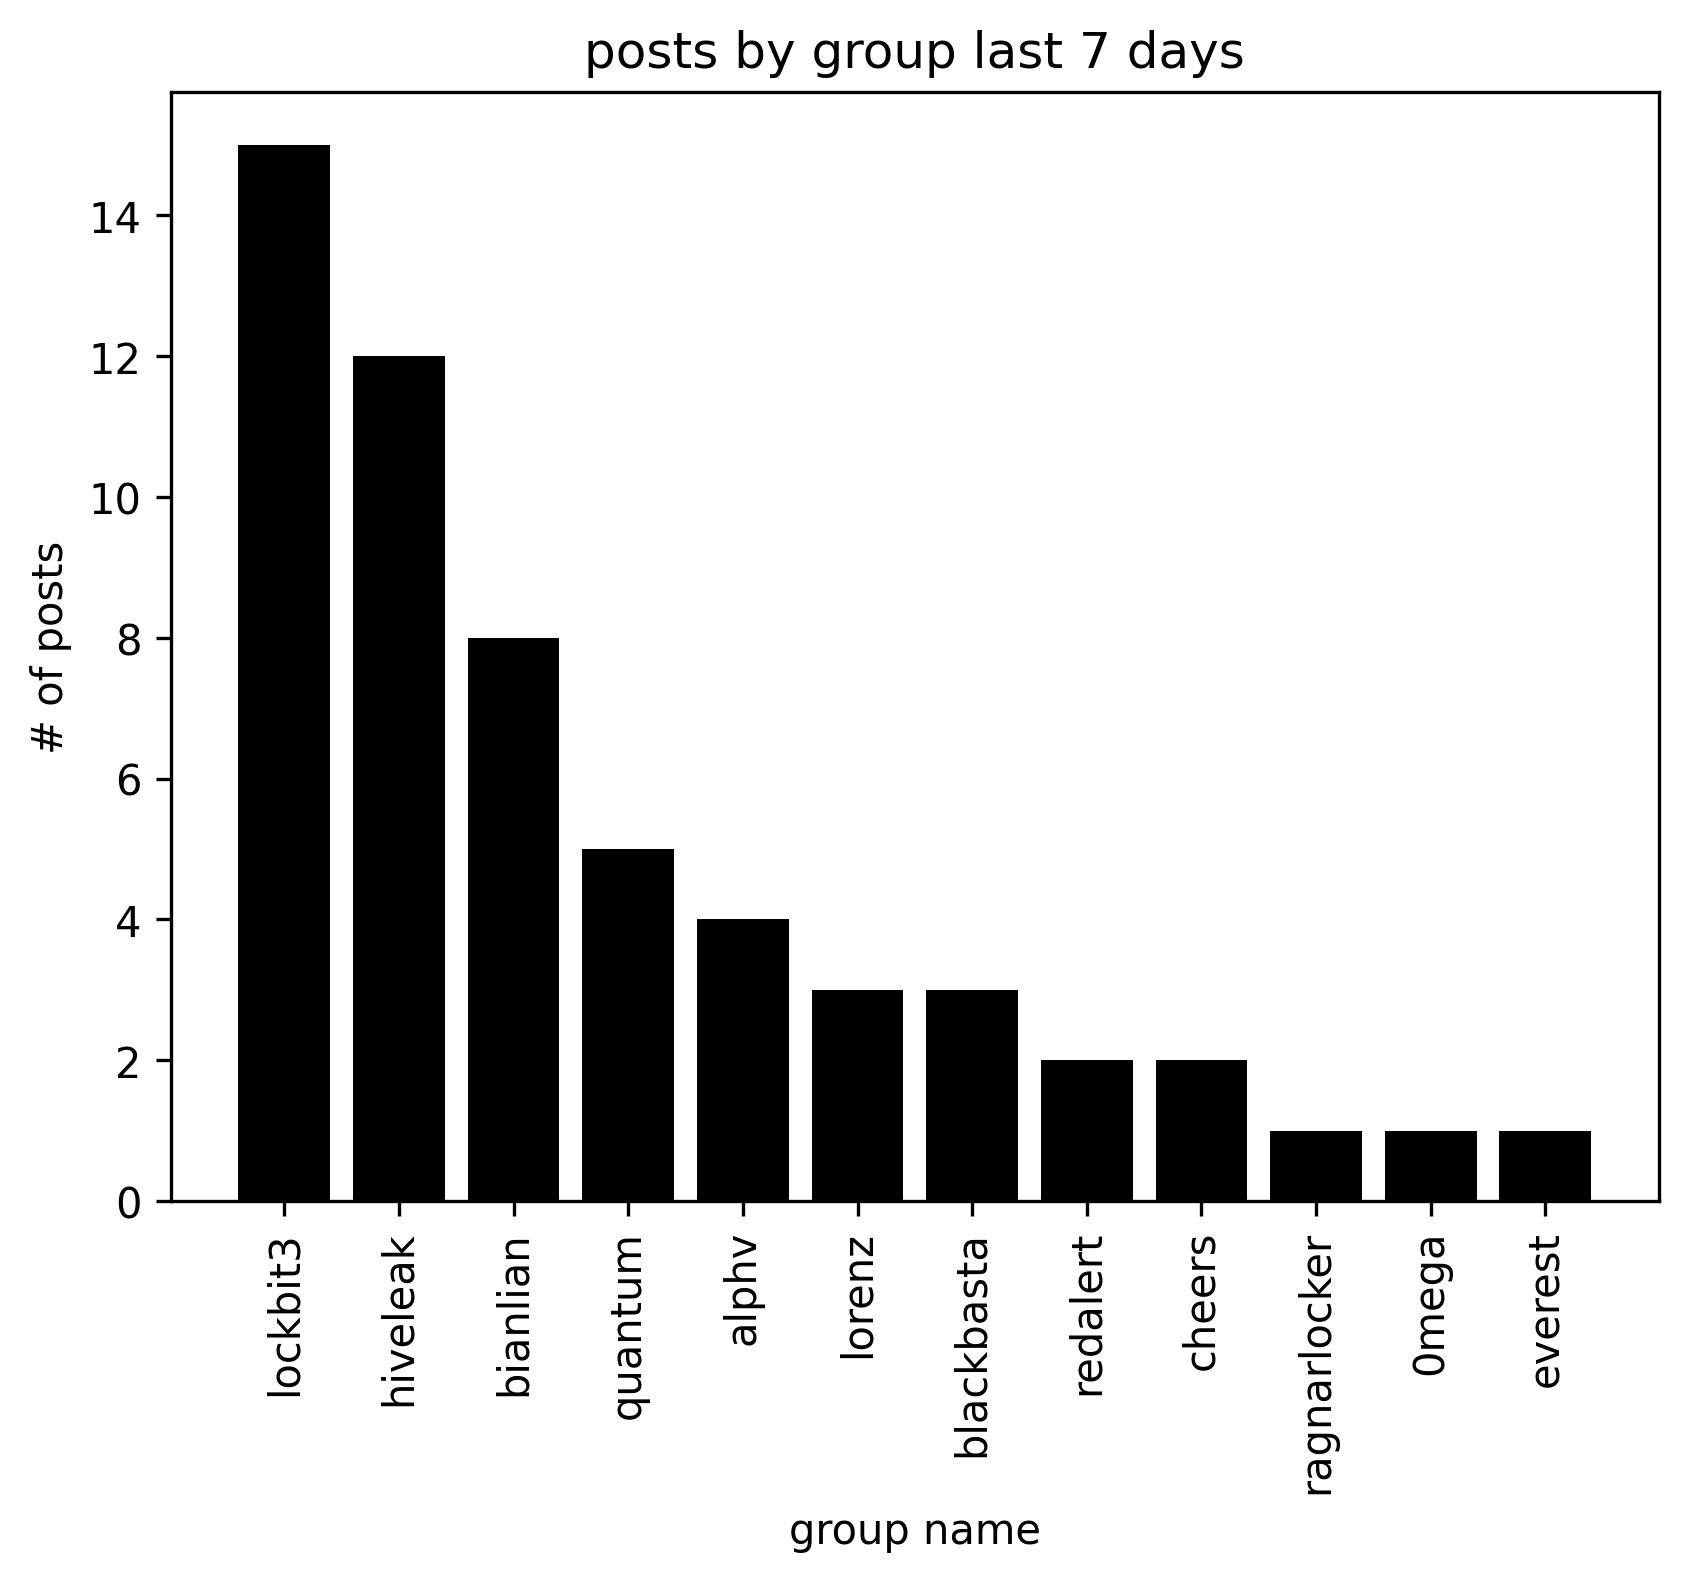 posts by group last 7 days
# of posts
14
12
10
8
6
4
2
0
lockbit3
hiveleak
bianlian
quantum
alphv
lorenz
blackbasta
redalert
cheers
ragnarlocker
0mega
everest
group name